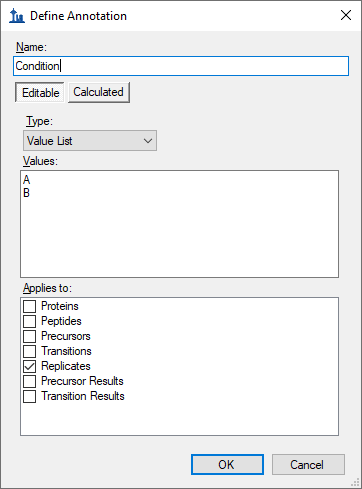 Define Annotation
Name:
Condition
Editable
Calculated
Type:
Value List
Values:
A
B
Applies to:
Proteins
Peptides
Precursors
Transitions
Replicates
Precursor Results
Transition Results
OK
Cancel